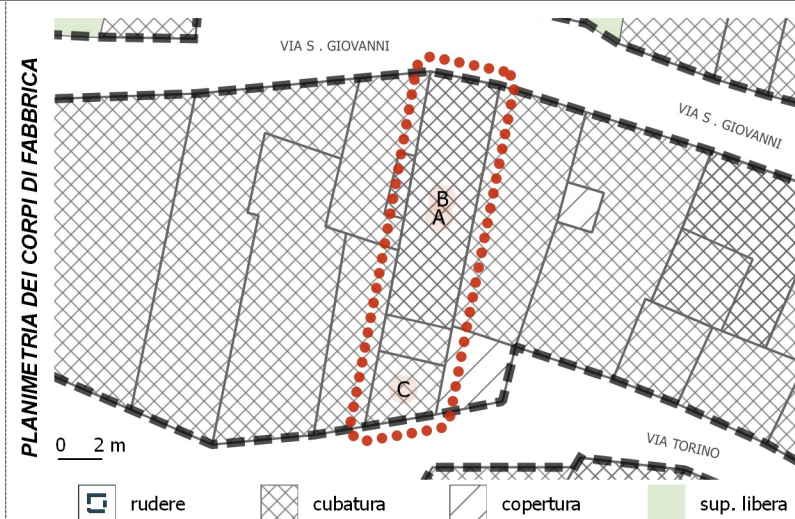 PLANIMETRIA DEI CORPI DI FABBRICA
VIA S . GIOVANNI
VIA S . GIOVANNI
B
A
C
0 2 m
VIA TORINO
rudere cubatura copertura sup. libera